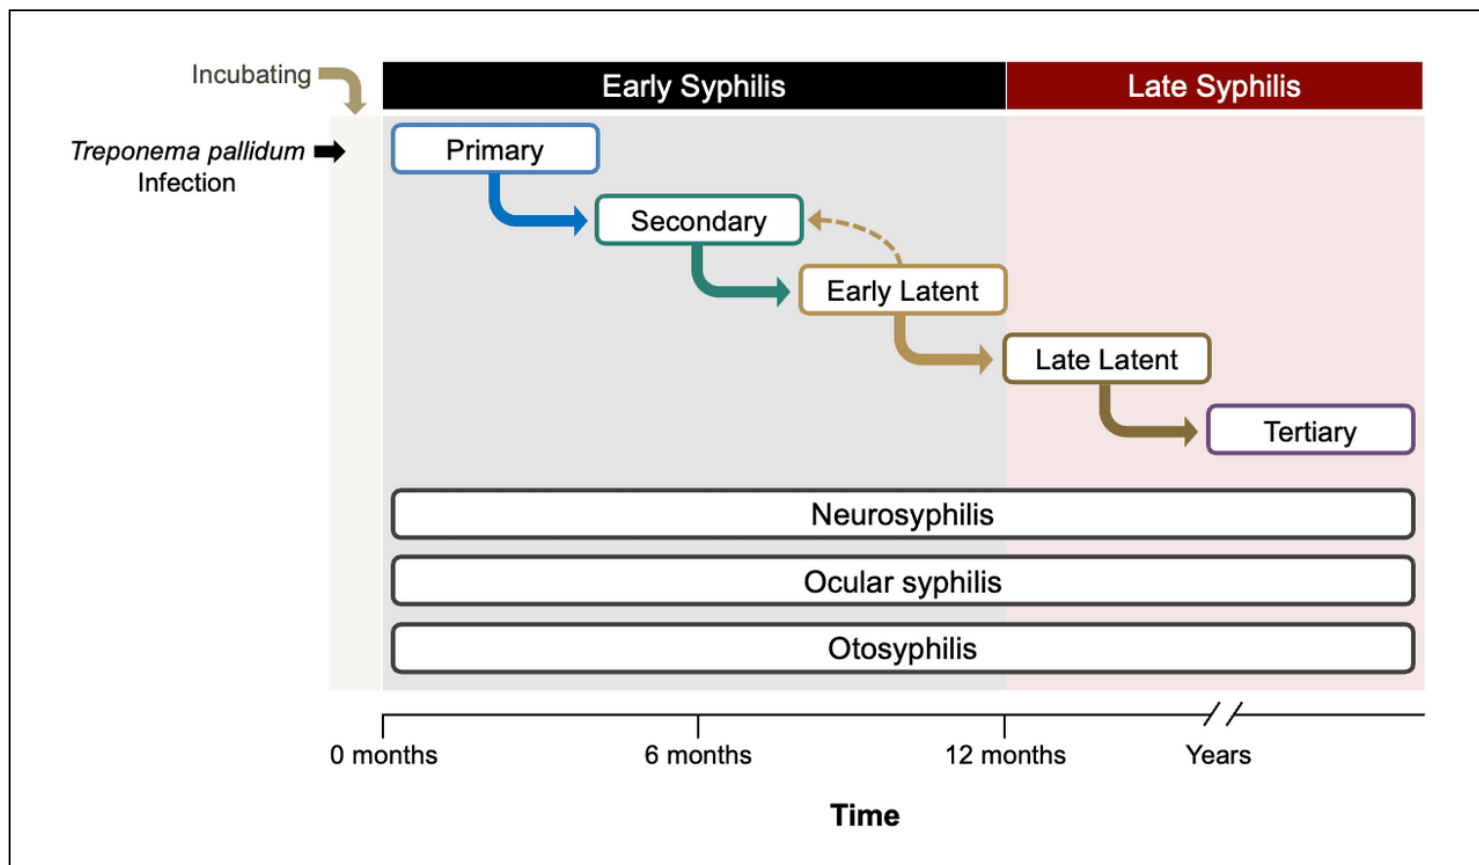 Incubating
Early Syphilis
Late Syphilis
Treponema pallidum
Infection
Primary
Secondary
Early Latent
Late Latent
Tertiary
Neurosyphilis
Ocular syphilis
Otosyphilis
0 months
6 months
12 months
Years
Time